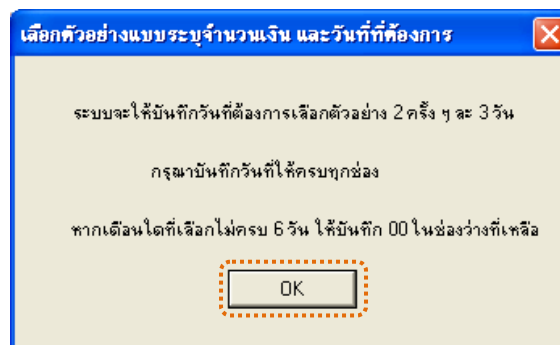 เลือกตัวอย่างแบบระบุจำนวนเงิน และวันที่ที่ต้องการ
ระบบจะให้บันทึกวันที่ต้องการเลือกตัวอย่าง 2 ครั้ง ๆ ละ 3 วัน
กรุณาบันทึกวันที่ให้ครบทุกช่อง
หากเดือนใดที่เลือกไม่ครบ 6 วัน ให้บันทึก 00 ในช่องว่างที่เหลือ
OK